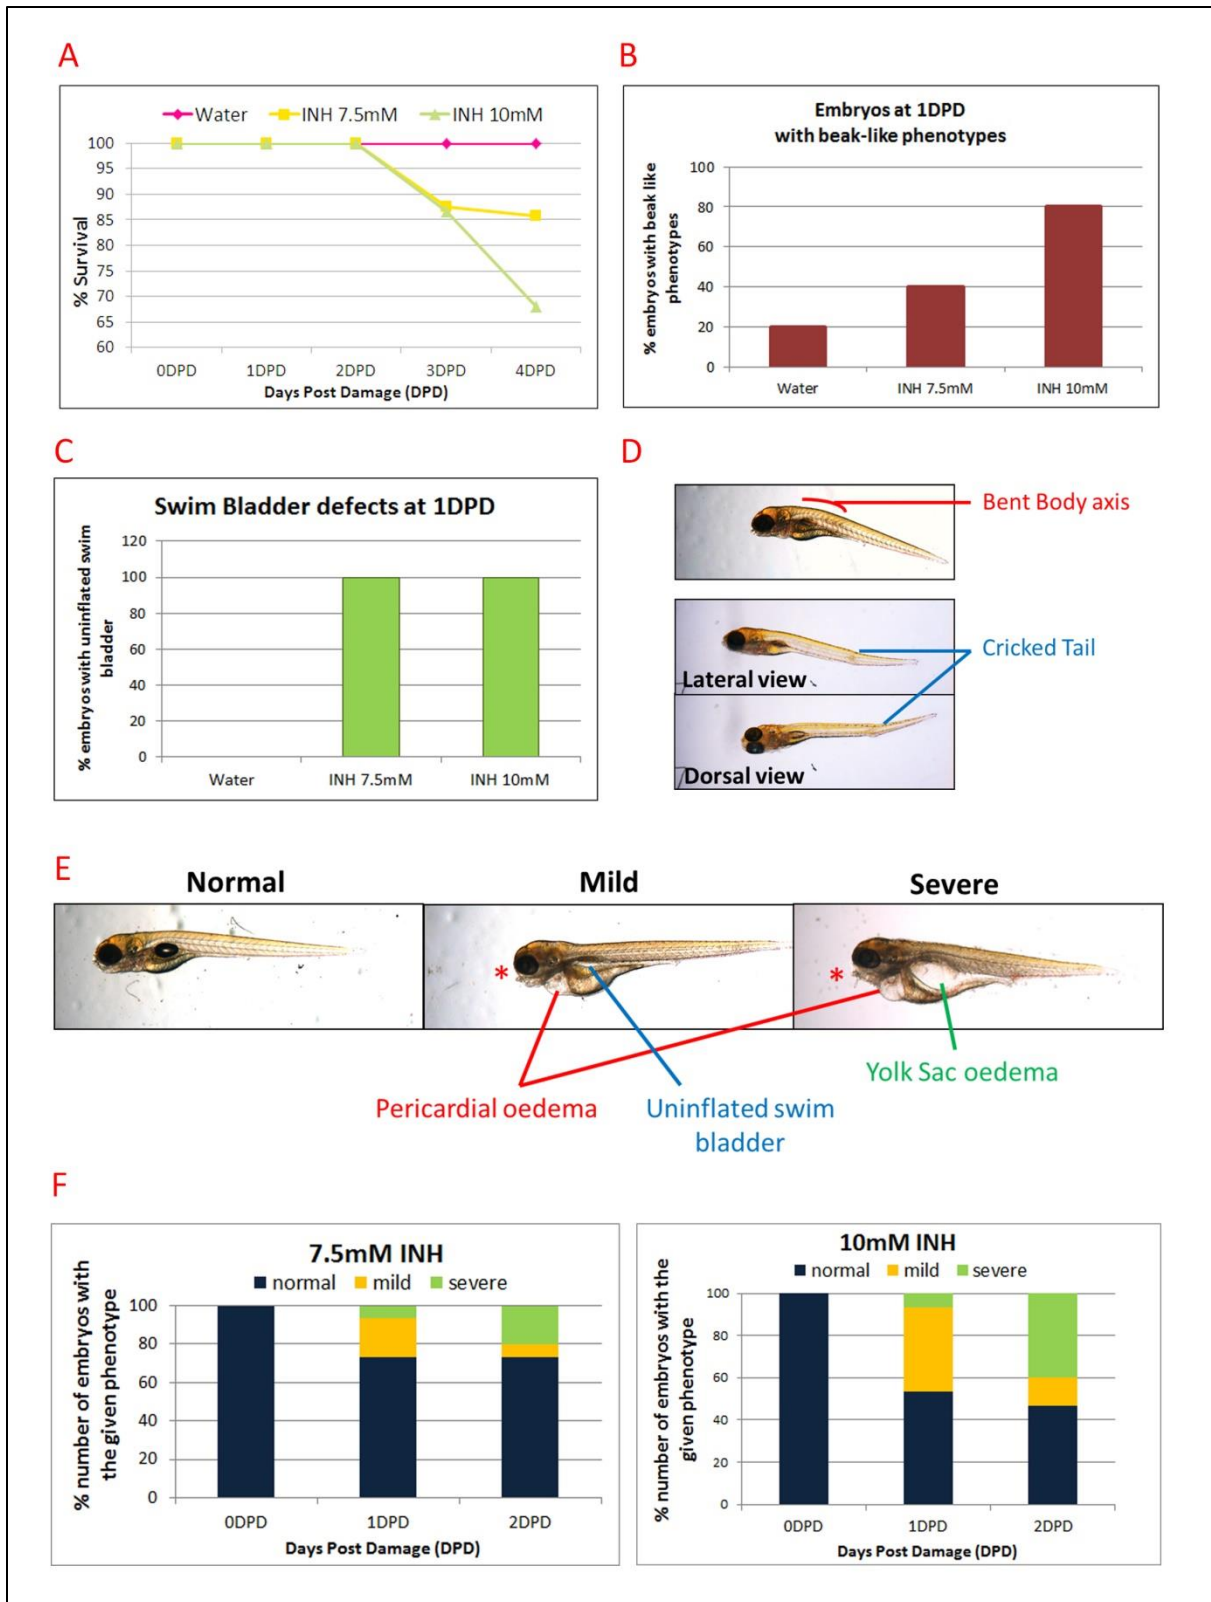 A
Water INH 7.5mM INH 10mM
100
95
90
85
80
75
70
65
60
% Survival
0DPD 1DPD 2DPD 3DPD 4DPD
Days Post Damage (DPD)
B
Embryos at 1DPD
with beak-like phenotypes
% embryos with beak like
phenotypes
100
80
60
40
20
0
Water INH 7.5mM INH 10mM
C
Swim Bladder defects at 1DPD
% embryos with uninflated swim
bladder
120
100
80
60
40
20
0
Water INH 7.5mM INH 10mM
D
Bent Body axis
Cricked Tail
Lateral view
Dorsal view
E
Normal Mild Severe
*
*
Pericardial oedema
Uninflated swim
bladder
Yolk Sac oedema
F
7.5mM INH
normal mild severe
% number of embryos with
the given phenotype
100
80
60
40
20
0
0DPD 1DPD 2DPD
Days Post Damage (DPD)
10mM INH
normal mild severe
% number of embryos with the
given phenotype
100
80
60
40
20
0
0DPD 1DPD 2DPD
Days Post Damage (DPD)